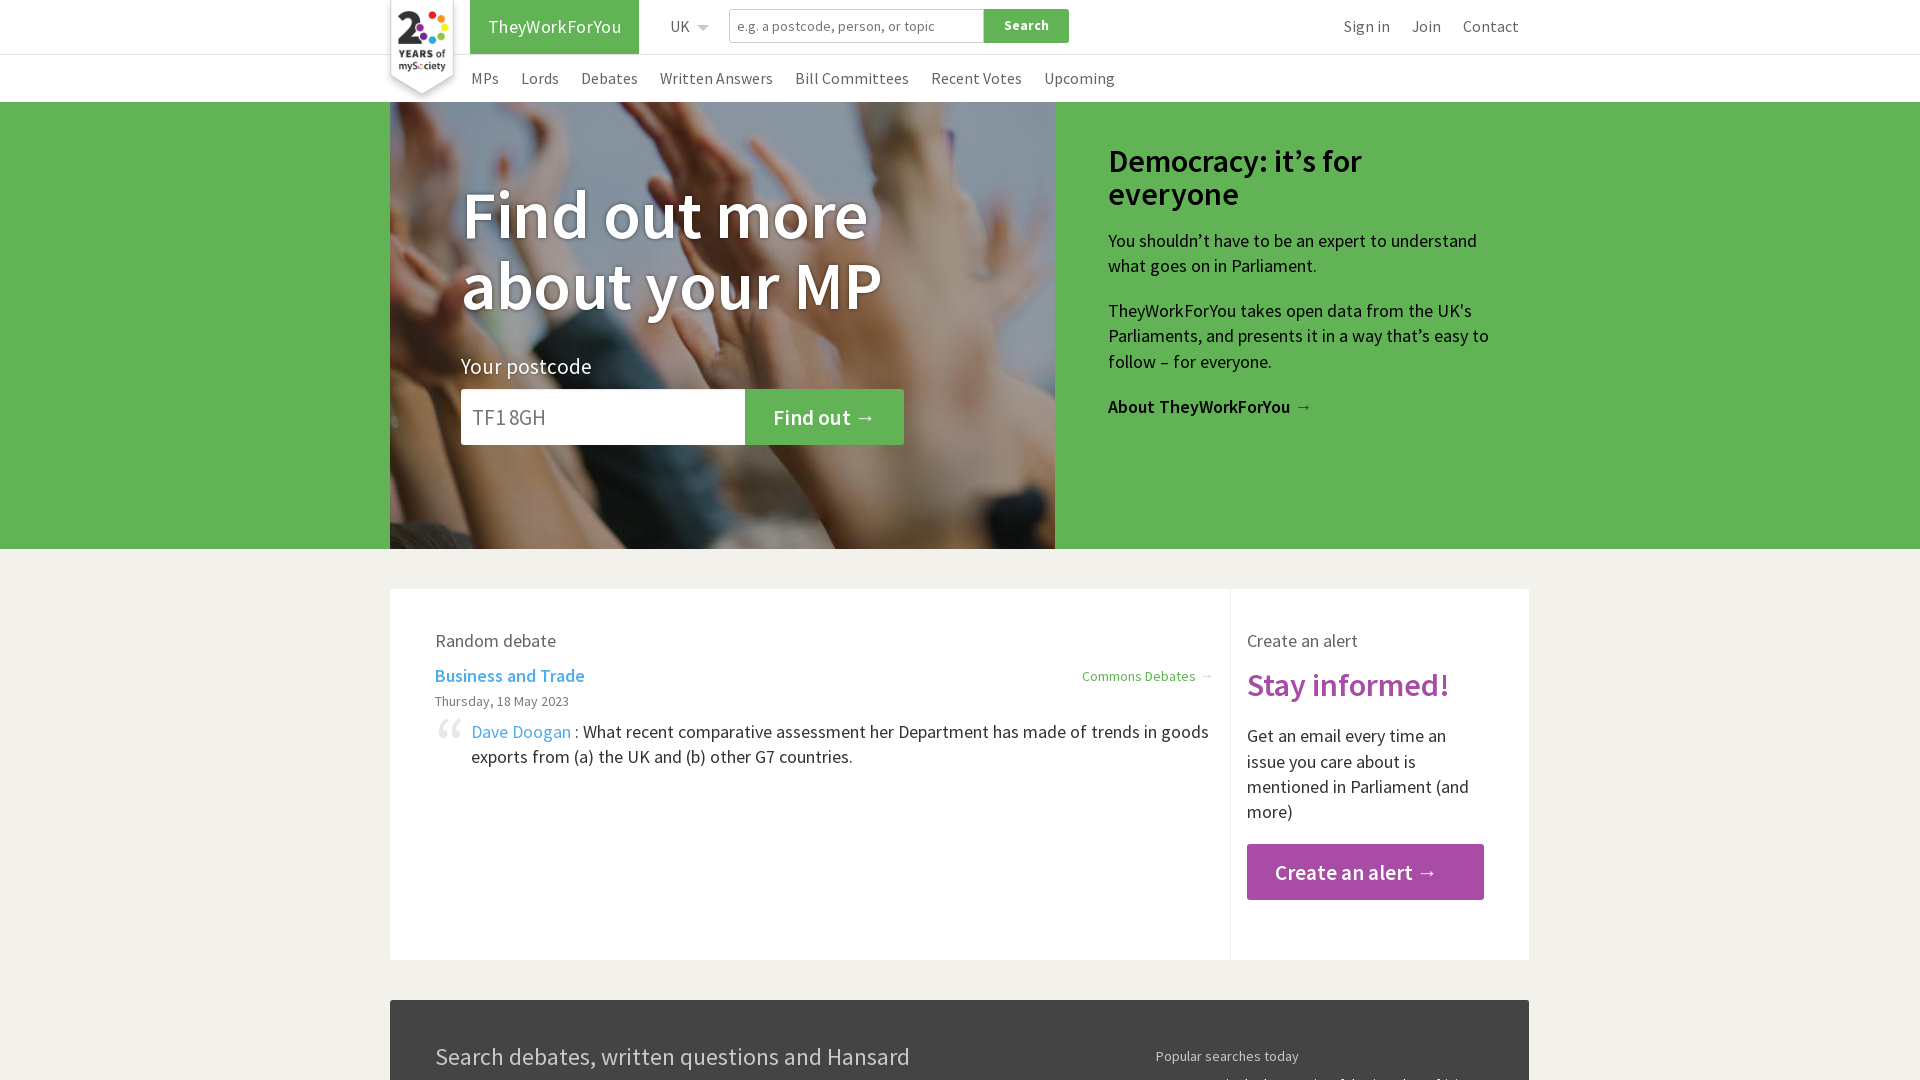 20
YEARS of
mySociety
TheyWorkForYou
UK
e.g. a postcode, person, or topic
Search
Sign in
Join
Contact
MPs
Lords
Debates
Written Answers
Bill Committees
Recent Votes
Upcoming
Find out more
about your MP
Your postcode
TF1 8GH
Find out →
Democracy: it’s for
everyone
You shouldn’t have to be an expert to understand
what goes on in Parliament.
TheyWorkForYou takes open data from the UK's
Parliaments, and presents it in a way that’s easy to
follow – for everyone.
About TheyWorkForYou →
Random debate
Business and Trade
Commons Debates →
Thursday, 18 May 2023
“ Dave Doogan : What recent comparative assessment her Department has made of trends in goods
exports from (a) the UK and (b) other G7 countries.
Create an alert
Stay informed!
Get an email every time an
issue you care about is
mentioned in Parliament (and
more)
Create an alert →
Search debates, written questions and Hansard
Popular searches today